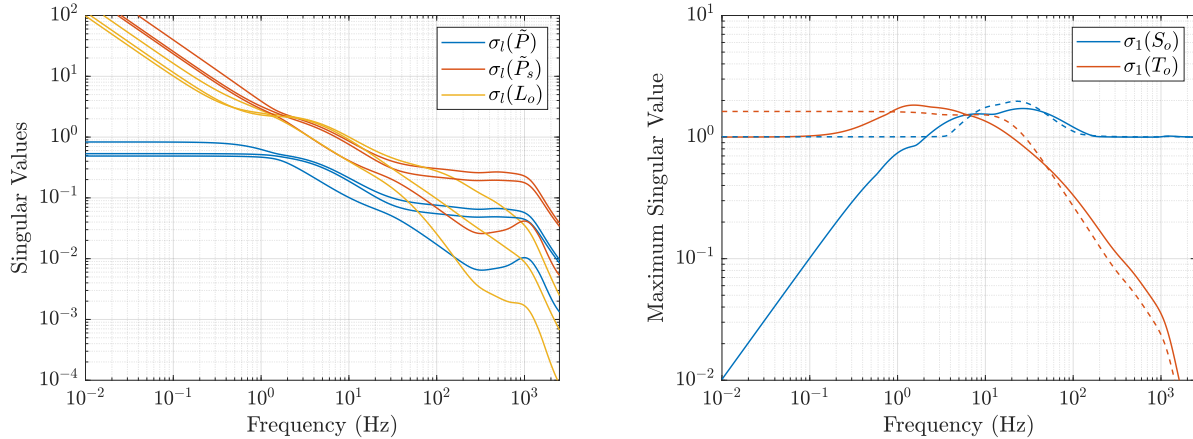 10^2
10^1
10^0
10^{-1}
10^{-2}
10^{-3}
10^{-4}
Singular Values
σ_l(P̃)
σ_l(P̃_s)
σ_l(L_o)
10^{-2} 10^{-1} 10^0 10^1 10^2 10^3
Frequency (Hz)
10^1
10^0
10^{-1}
10^{-2}
Maximum Singular Value
σ_1(S_o)
σ_1(T_o)
10^{-2} 10^{-1} 10^0 10^1 10^2 10^3
Frequency (Hz)